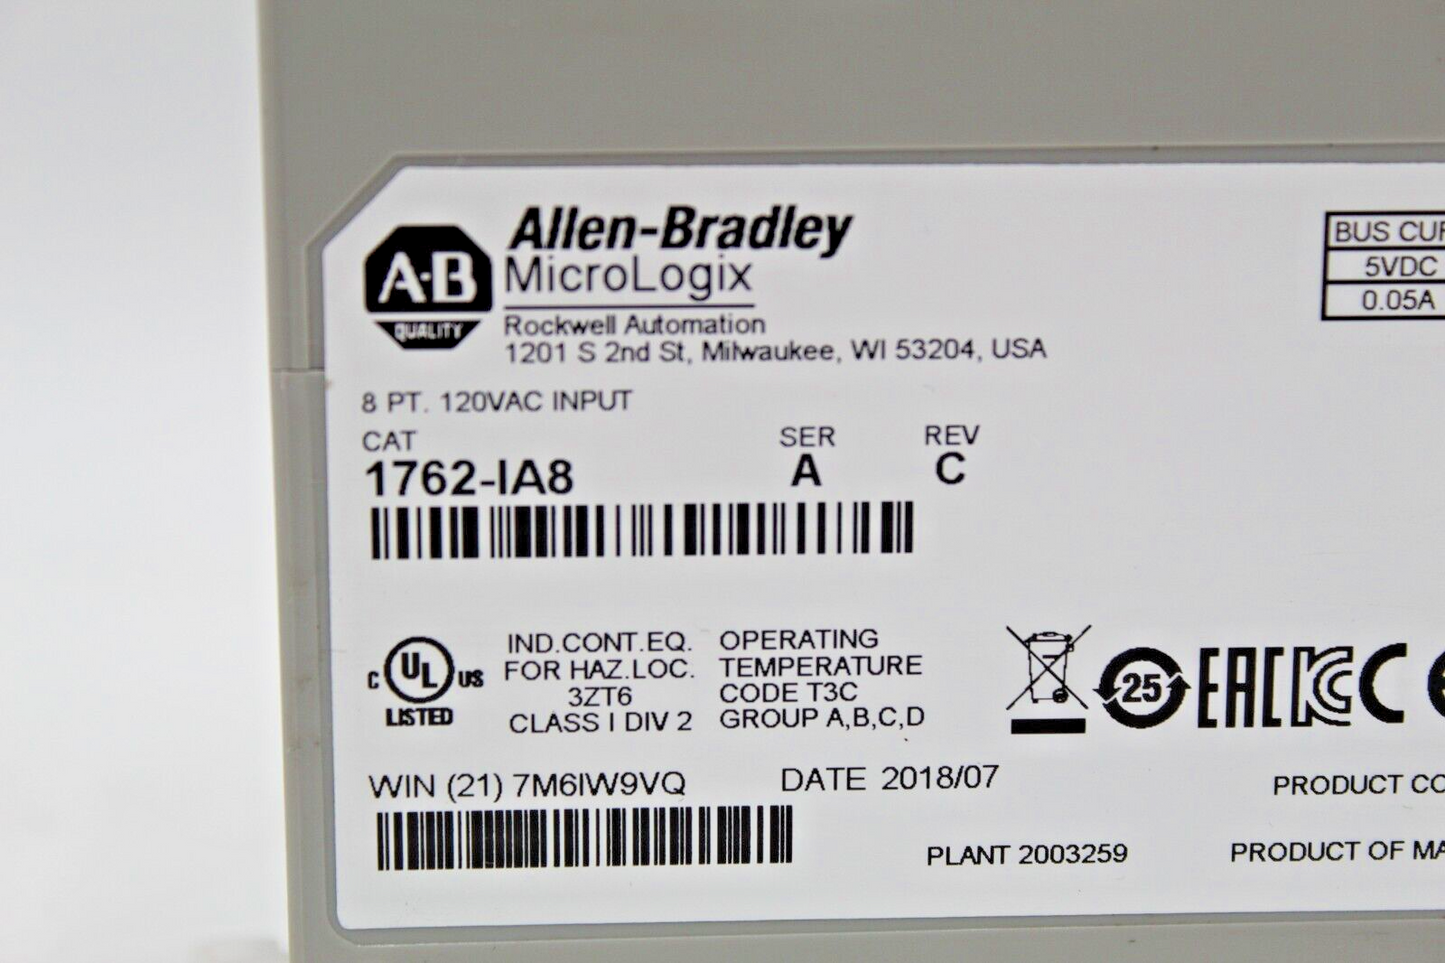 Allen-Bradley
A-B
QUALITY
MicroLogix
Rockwell Automation
1201 S 2nd St, Milwaukee, WI 53204, USA
BUS CUR
5VDC
0.05A
8 PT. 120VAC INPUT
CAT SER REV
1762-IA8 A C
IND.CONT.EQ. OPERATING
FOR HAZ.LOC. TEMPERATURE
3ZT6 CODE T3C
CLASS I DIV 2 GROUP A,B,C,D
C UL US
LISTED
25 EAC KC C
WIN (21) 7M6IW9VQ DATE 2018/07
PRODUCT CO
PLANT 2003259
PRODUCT OF MA